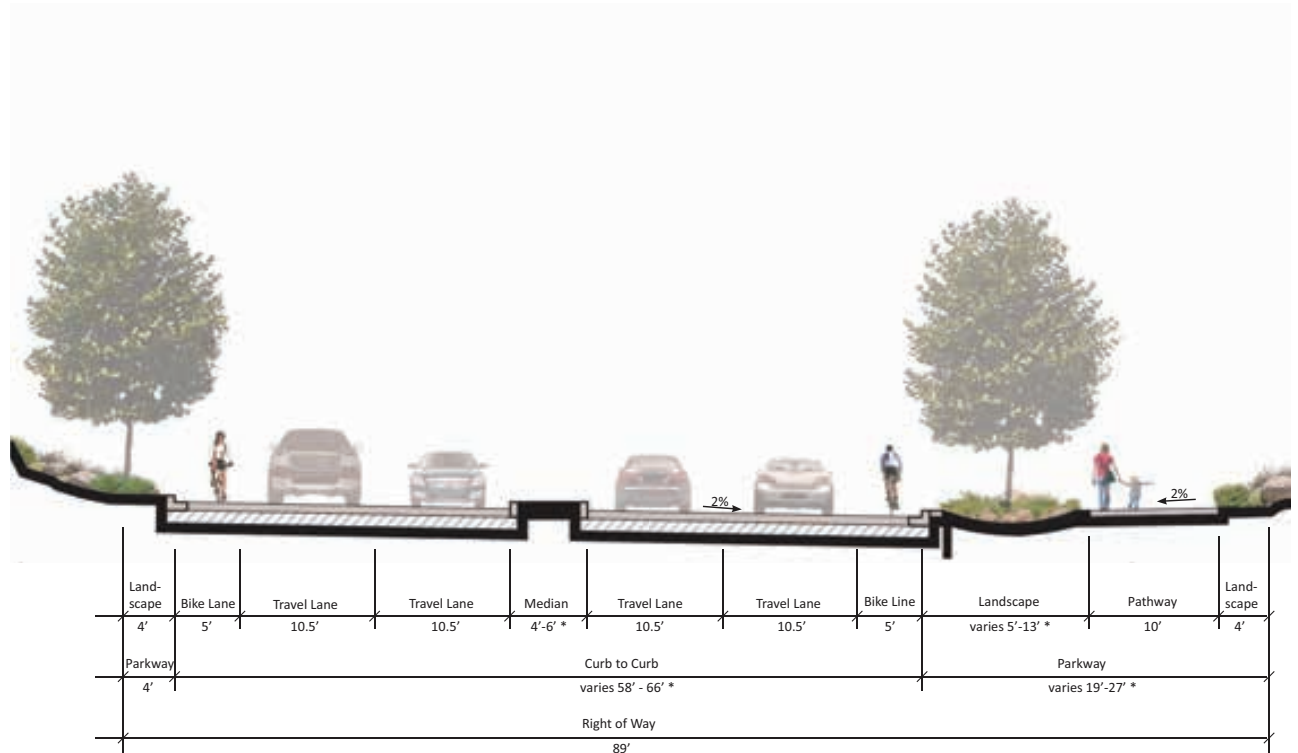 2%
2%
Land-
scape
Bike Lane
Travel Lane
Travel Lane
Median
Travel Lane
Travel Lane
Bike Line
Landscape
Pathway
Land-
scape
4’
5’
10.5’
10.5’
4’-6’ *
10.5’
10.5’
5’
varies 5’-13’ *
10’
4’
Parkway
Curb to Curb
Parkway
4’
varies 58’ - 66’ *
varies 19’-27’ *
Right of Way
89’